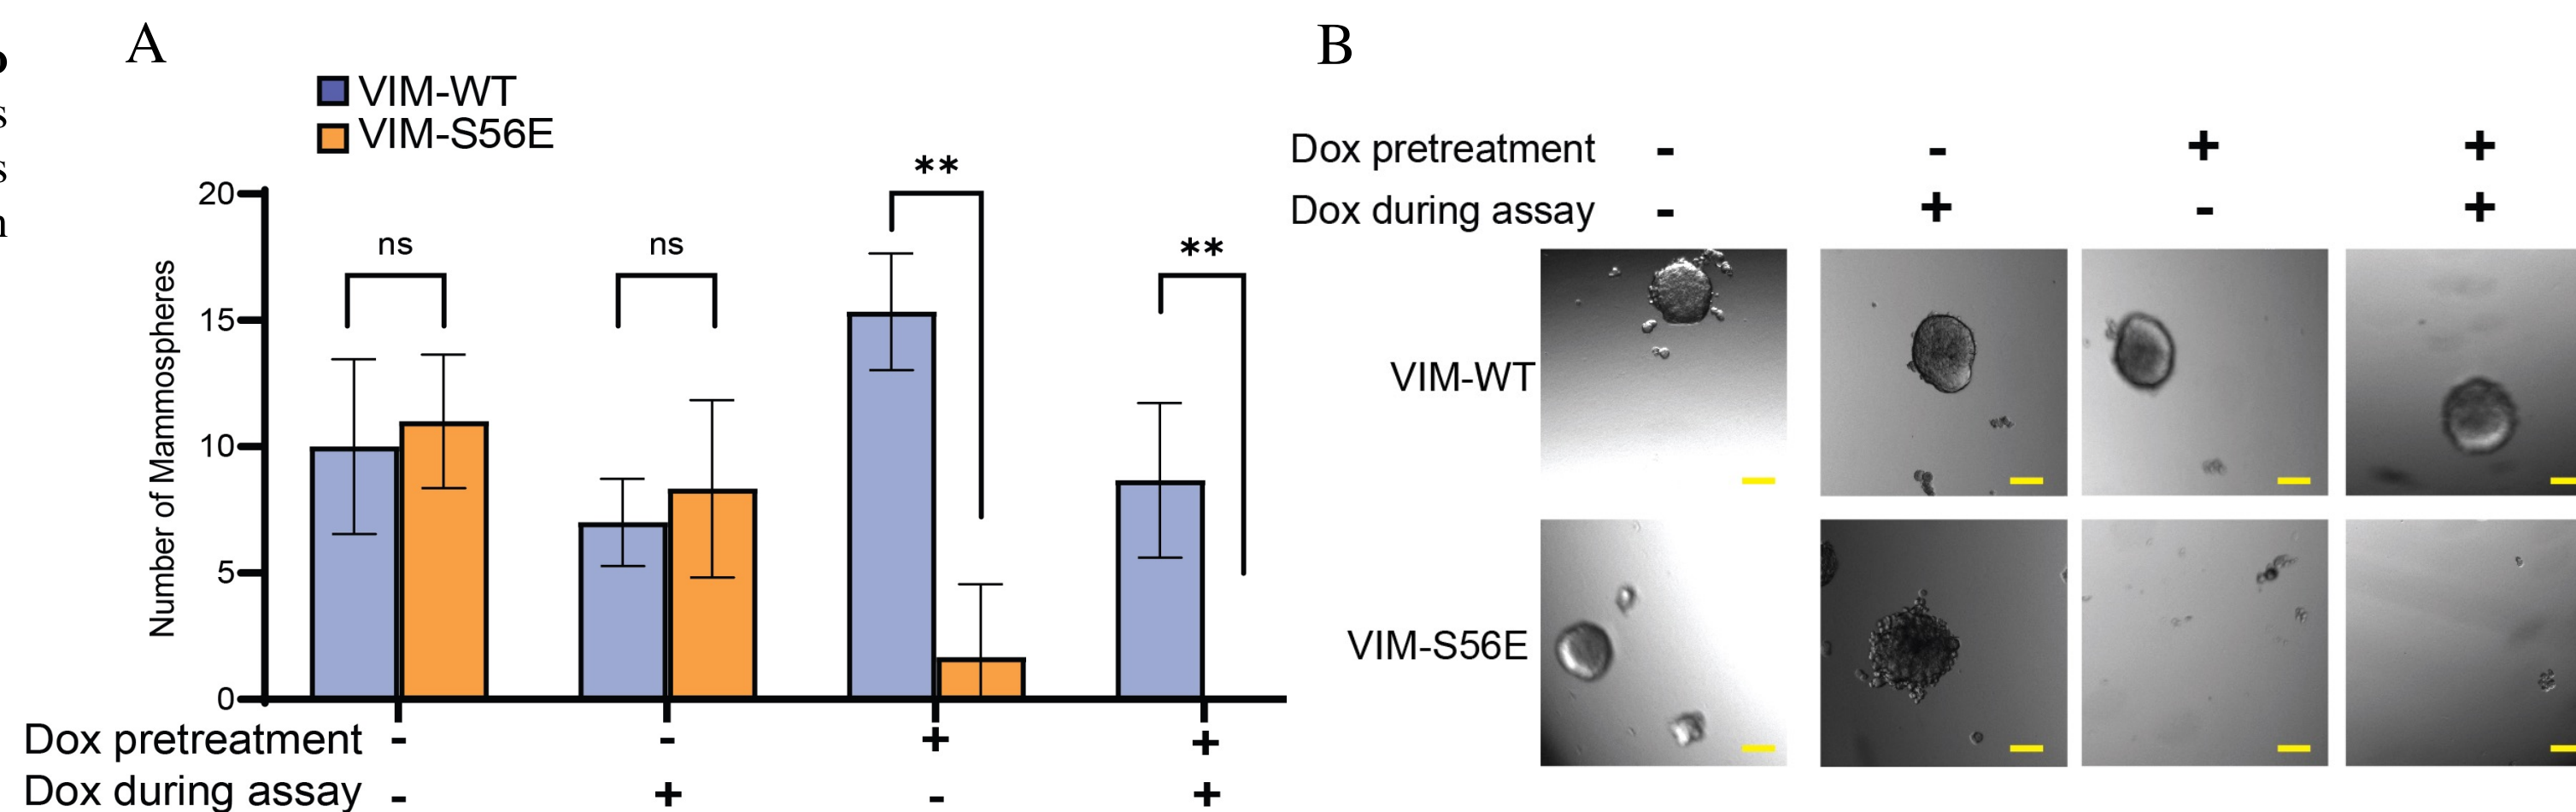 A
VIM-WT
VIM-S56E
Number of Mammospheres
20
15
10
5
0
ns
ns
**
**
Dox pretreatment - - + +
Dox during assay - + - +
B
Dox pretreatment - - + +
Dox during assay - + - +
VIM-WT
VIM-S56E
s
s